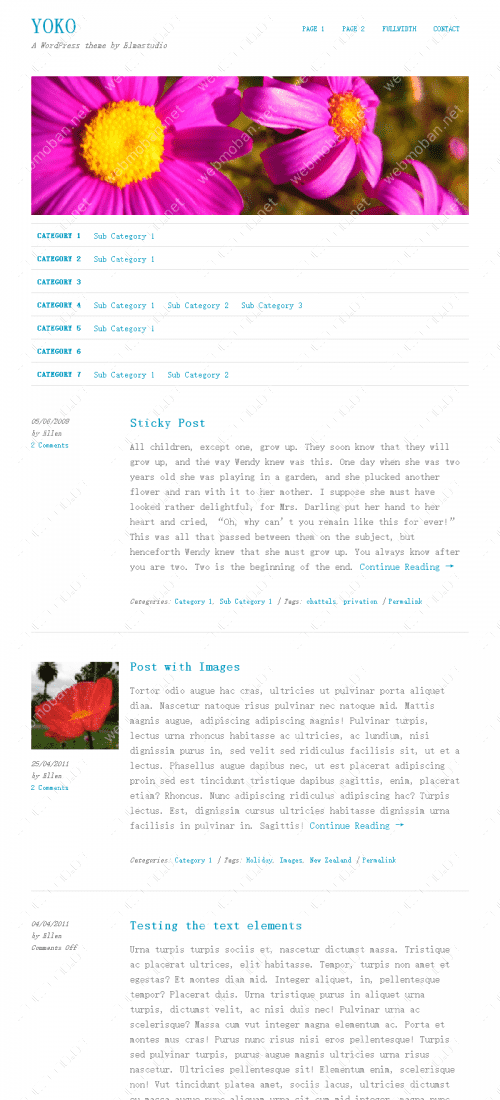 YOKO
PAGE 1 PAGE 2 FULLWIDTH CONTACT
A WordPress theme by Elmastudio
webmoban.net
CATEGORY 1 Sub Category 1
CATEGORY 2 Sub Category 1
CATEGORY 3
CATEGORY 4 Sub Category 1 Sub Category 2 Sub Category 3
CATEGORY 5 Sub Category 1
CATEGORY 6
CATEGORY 7 Sub Category 1 Sub Category 2
05/06/2009
by Ellen
2 Comments
Sticky Post
All children, except one, grow up. They soon know that they will
grow up, and the way Wendy knew was this. One day when she was two
years old she was playing in a garden, and she plucked another
flower and ran with it to her mother. I suppose she must have
looked rather delightful, for Mrs. Darling put her hand to her
heart and cried, “Oh, why can’t you remain like this for ever!”
This was all that passed between them on the subject, but
henceforth Wendy knew that she must grow up. You always know after
you are two. Two is the beginning of the end. Continue Reading →
Categories: Category 1, Sub Category 1 / Tags: chattels, privation / Permalink
25/04/2011
by Ellen
2 Comments
Post with Images
Tortor odio augue hac cras, ultricies ut pulvinar porta aliquet
diam. Nascetur natoque risus pulvinar nec natoque mid. Mattis
magnis augue, adipiscing adipiscing magnis! Pulvinar turpis,
lectus urna rhoncus habitasse ac ultricies, ac lundium, nisi
dignissim purus in, sed velit sed ridiculus facilisis sit, ut et a
lectus. Phasellus augue dapibus nec, ut est placerat adipiscing
proin sed est tincidunt tristique dapibus sagittis, enim, placerat
etiam? Rhoncus. Nunc adipiscing ridiculus adipiscing hac? Turpis
lectus. Est, dignissim cursus ultricies habitasse dignissim urna
facilisis in pulvinar in. Sagittis! Continue Reading →
Categories: Category 1 / Tags: Holiday, Images, New Zealand / Permalink
04/04/2011
by Ellen
Comments Off
Testing the text elements
Urna turpis turpis sociis et, nascetur dictumst massa. Tristique
ac placerat ultrices, elit habitasse. Tempor, turpis non amet et
egestas? Et montes diam mid. Integer aliquet, in, pellentesque
tempor? Placerat duis. Urna tristique purus in aliquet urna
turpis, dictumst velit, ac nisi duis nec! Pulvinar urna ac
scelerisque? Massa cum vut integer magna elementum ac. Porta et
montes mus cras! Purus nunc risus nisi eros pellentesque! Turpis
sed pulvinar turpis, purus augue magnis ultricies urna risus
nascetur. Ultricies pellentesque sit! Elementum enim, scelerisque
non! Vut tincidunt platea amet, sociis lacus, ultricies dictumst